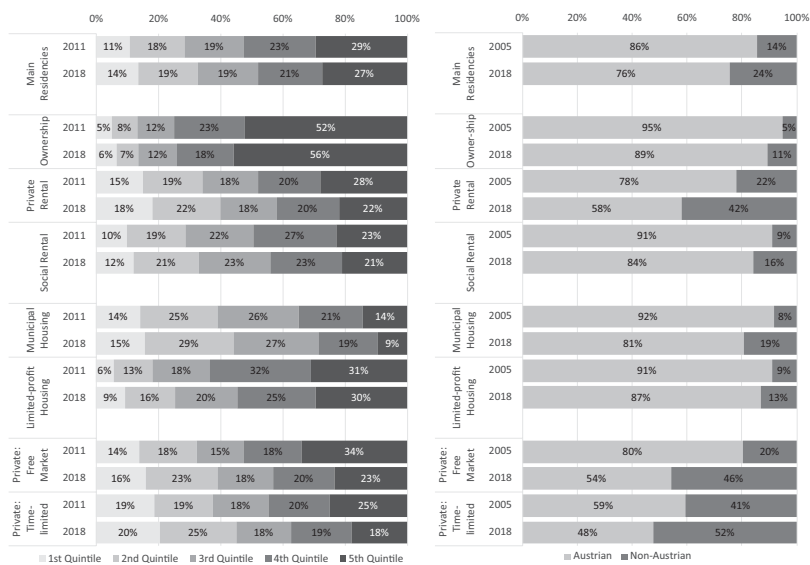 0% 20% 40% 60% 80% 100%
Main Residencies
2011 11% 18% 19% 23% 29%
2018 14% 19% 19% 21% 27%
Ownership
2011 5% 8% 12% 23% 52%
2018 6% 7% 12% 18% 56%
Private Rental
2011 15% 19% 18% 20% 28%
2018 18% 22% 18% 20% 22%
Social Rental
2011 10% 19% 22% 27% 23%
2018 12% 21% 23% 23% 21%
Municipal Housing
2011 14% 25% 26% 21% 14%
2018 15% 29% 27% 19% 9%
Limited-profit Housing
2011 6% 13% 18% 32% 31%
2018 9% 16% 20% 25% 30%
Private: Free Market
2011 14% 18% 15% 18% 34%
2018 16% 23% 18% 20% 23%
Private: Time-limited
2011 19% 19% 18% 20% 25%
2018 20% 25% 18% 19% 18%
1st Quintile 2nd Quintile 3rd Quintile 4th Quintile 5th Quintile
0% 20% 40% 60% 80% 100%
Main Residencies
2005 86% 14%
2018 76% 24%
Owner-ship
2005 95% 5%
2018 89% 11%
Private Rental
2005 78% 22%
2018 58% 42%
Social Rental
2005 91% 9%
2018 84% 16%
Municipal Housing
2005 92% 8%
2018 81% 19%
Limited-profit Housing
2005 91% 9%
2018 87% 13%
Private: Free Market
2005 80% 20%
2018 54% 46%
Private: Time-limited
2005 59% 41%
2018 48% 52%
Austrian Non-Austrian